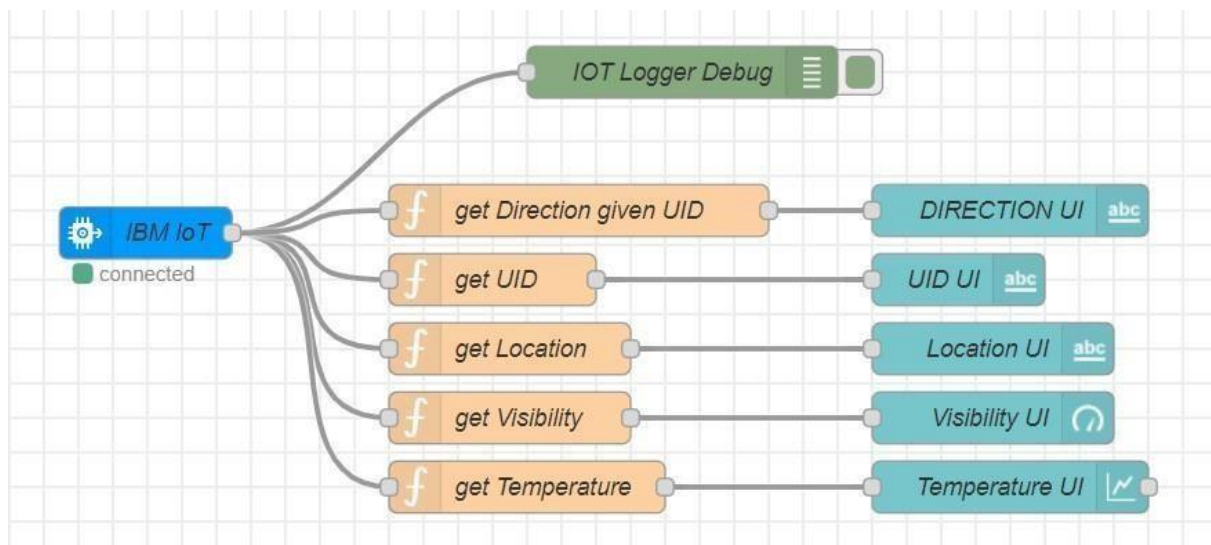 IOT Logger Debug
get Direction given UID
DIRECTION UI
abc
IBM IoT
connected
get UID
UID UI
abc
get Location
Location UI
abc
get Visibility
Visibility UI
get Temperature
Temperature UI